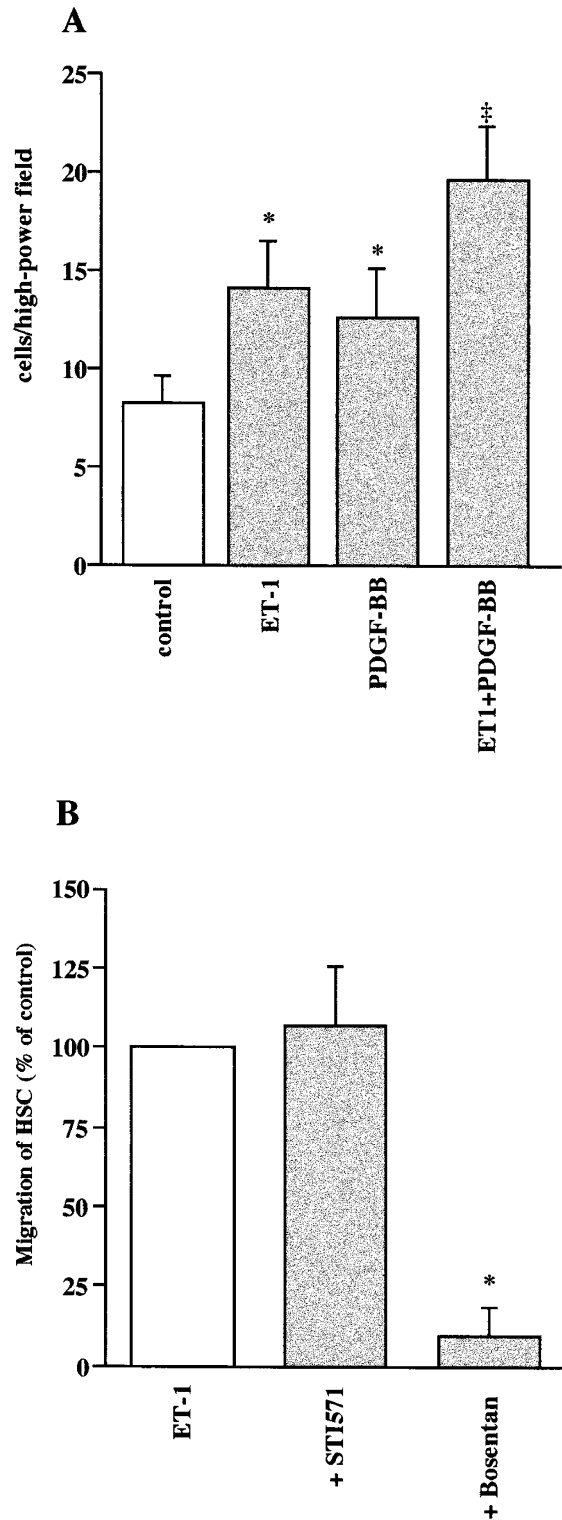 A
cells/high-power field
25
20
15
10
5
0
*
*
‡
control
ET-1
PDGF-BB
ET1+PDGF-BB
B
Migration of HSC (% of control)
150
125
100
75
50
25
0
*
ET-1
+ STI571
+ Bosentan